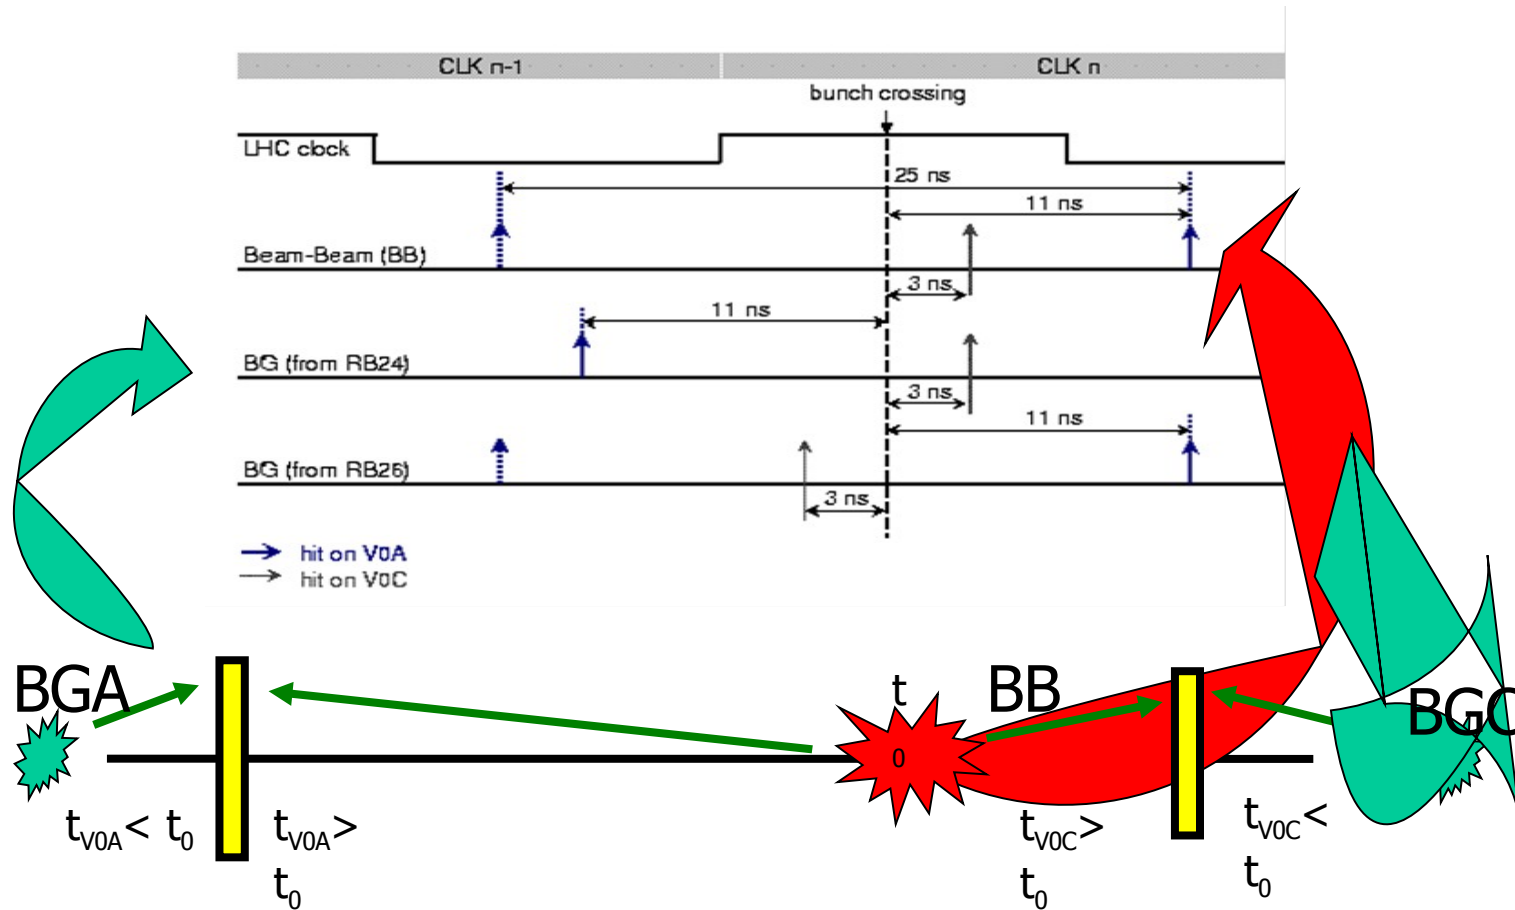 CLK n-1 CLK n
bunch crossing
LHC clock
25 ns
11 ns
Beam-Beam (BB)
3 ns
11 ns
BG (from RB24)
3 ns
11 ns
BG (from RB26)
3 ns
hit on V0A
hit on V0C
BGA t BB BGC
0
tV0A< t0 tV0A> tV0C> tV0C<
t0 t0 t0